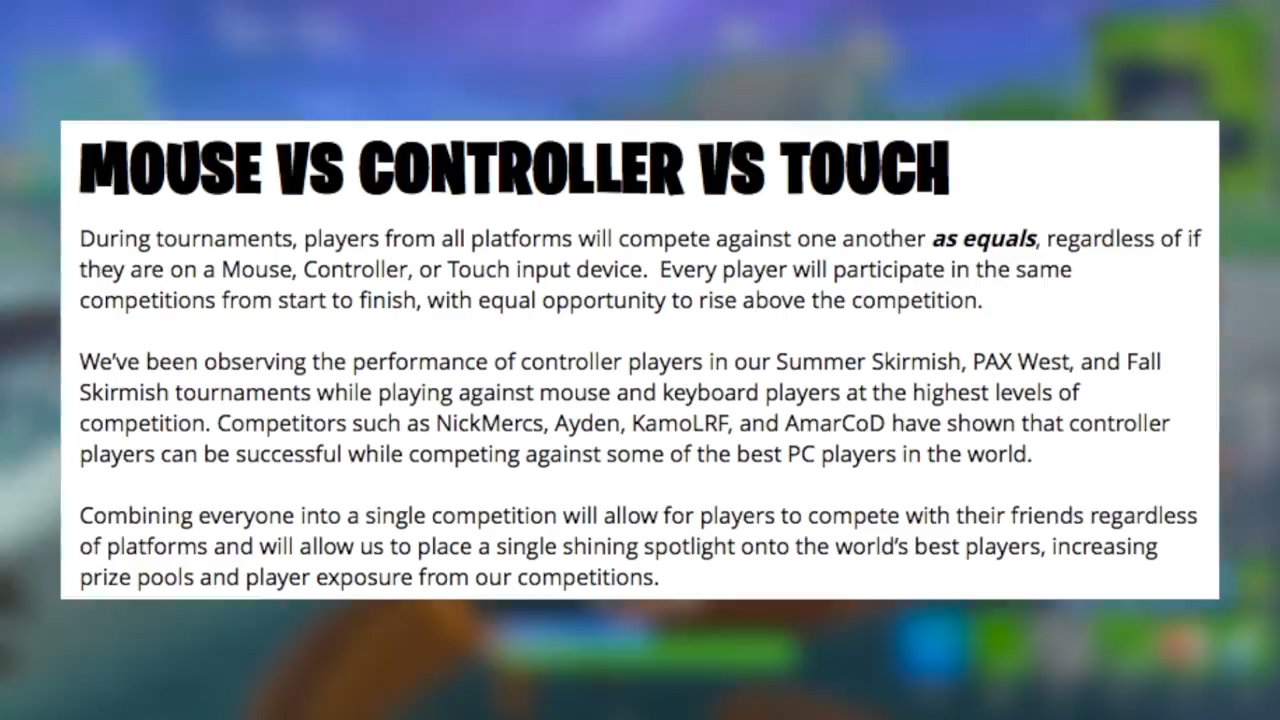 MOUSE VS CONTROLLER VS TOUCH
During tournaments, players from all platforms will compete against one another as equals, regardless of if
they are on a Mouse, Controller, or Touch input device.  Every player will participate in the same
competitions from start to finish, with equal opportunity to rise above the competition.
We've been observing the performance of controller players in our Summer Skirmish, PAX West, and Fall
Skirmish tournaments while playing against mouse and keyboard players at the highest levels of
competition. Competitors such as NickMercs, Ayden, KamoLRF, and AmarCoD have shown that controller
players can be successful while competing against some of the best PC players in the world.
Combining everyone into a single competition will allow for players to compete with their friends regardless
of platforms and will allow us to place a single shining spotlight onto the world's best players, increasing
prize pools and player exposure from our competitions.